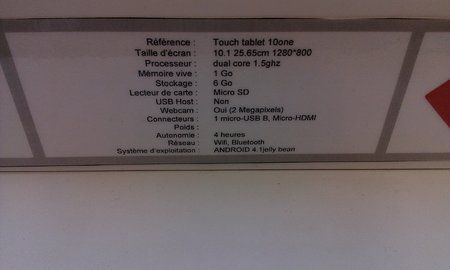 Référence : Touch tablet 10one
Taille d'écran : 10.1 25.65cm 1280*800
Processeur : dual core 1.5ghz
Mémoire vive : 1 Go
Stockage : 6 Go
Lecteur de carte : Micro SD
USB Host : Non
Webcam : Oui (2 Megapixels)
Connecteurs : 1 micro-USB B, Micro-HDMI
Poids :
Autonomie : 4 heures
Réseau : Wifi, Bluetooth
Système d'exploitation : ANDROID 4.1jelly bean